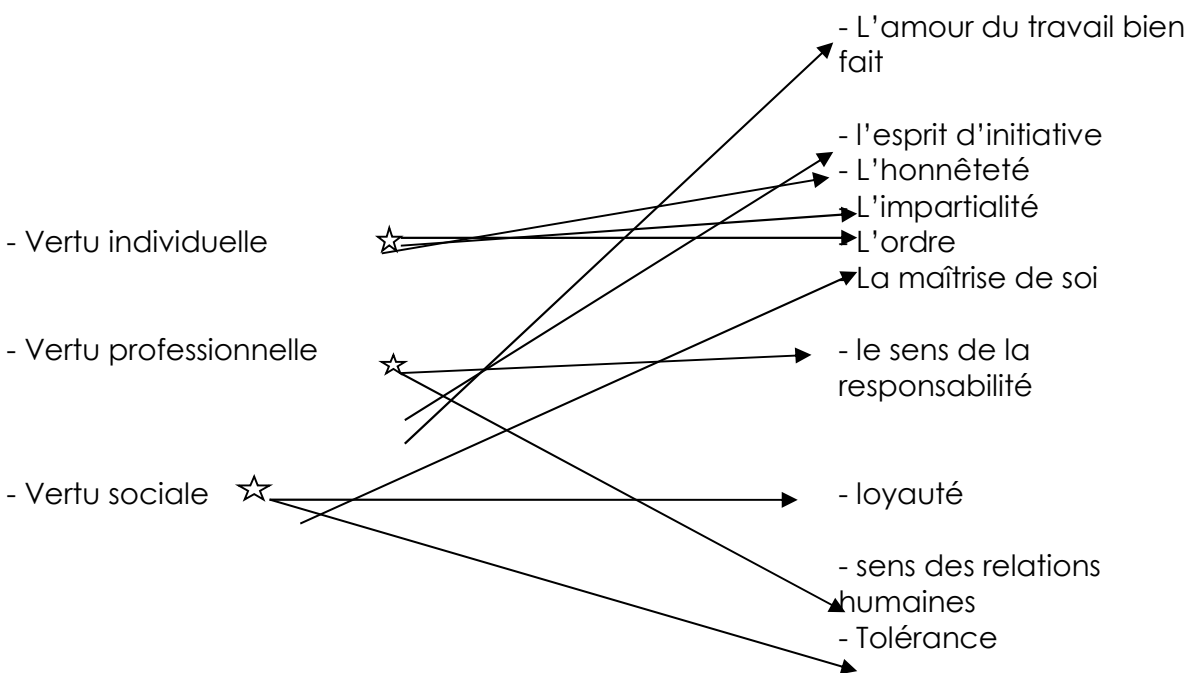 - L’amour du travail bien
fait
- l’esprit d’initiative
- L’honnêteté
- L’impartialité
- Vertu individuelle
- L’ordre
La maîtrise de soi
- Vertu professionnelle
- le sens de la
responsabilité
- Vertu sociale
- loyauté
- sens des relations
humaines
- Tolérance